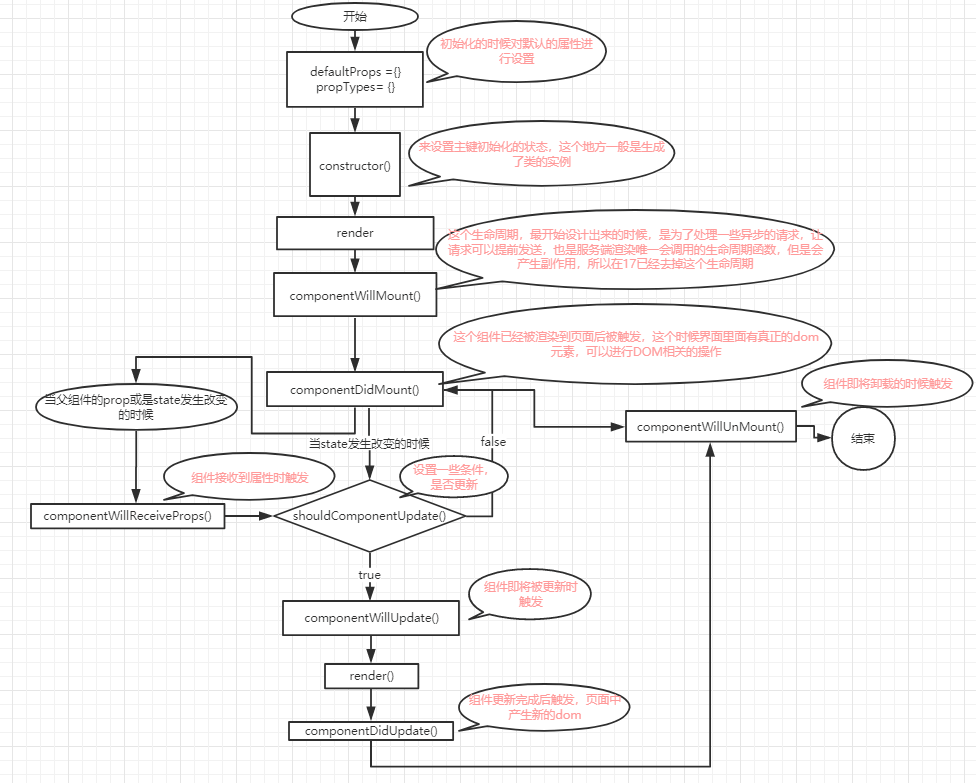 开始
初始化的时候对默认的属性进
行设置
defaultProps ={}
propTypes= {}
来设置主键初始化的状态，这个地方一般是生成
了类的实例
constructor()
render
这个生命周期，最开始设计出来的时候，是为了处理一些异步的请求，让
请求可以提前发送，也是服务端渲染唯一会调用的生命周期函数，但是会
产生副作用，所以在17已经去掉这个生命周期
componentWillMount()
这个组件已经被渲染到页面后被触发，这个时候界面里面有真正的dom
元素，可以进行DOM相关的操作
componentDidMount()
组件即将卸载的时候触发
当父组件的prop或是state发生改变
的时候
componentWillUnMount()
结束
当state发生改变的时候
false
组件接收到属性时触发
设置一些条件，
是否更新
componentWillReceiveProps()
shouldComponentUpdate()
true
组件即将被更新时
触发
componentWillUpdate()
render()
组件更新完成后触发，页面中
产生新的dom
componentDidUpdate()